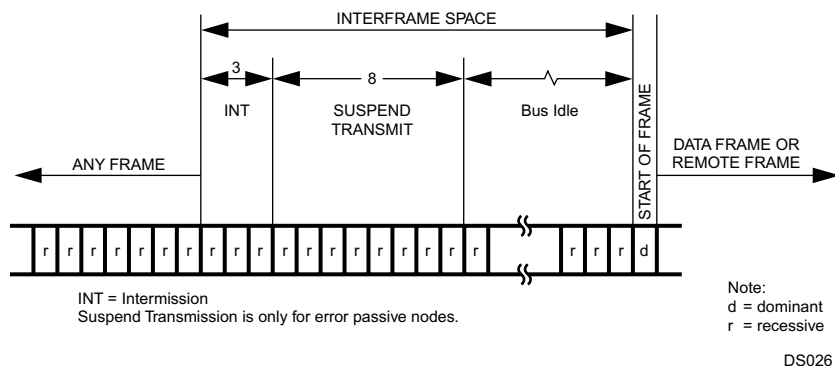 INTERFRAME SPACE
3
8
INT
SUSPEND
TRANSMIT
Bus Idle
START OF FRAME
ANY FRAME
DATA FRAME OR
REMOTE FRAME
r r r r r r r r r r r r r r r r r r r r r r d
INT = Intermission
Suspend Transmission is only for error passive nodes.
Note:
d = dominant
r = recessive
DS026